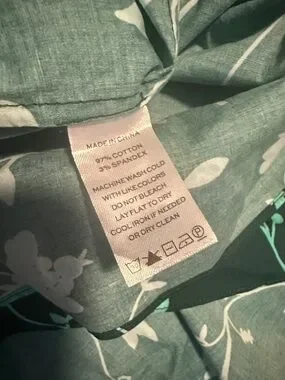 MADE IN CHINA
97% COTTON
3% SPANDEX
MACHINE WASH COLD
WITH LIKE COLORS
DO NOT BLEACH
LAY FLAT TO DRY
COOL IRON IF NEEDED
OR DRY CLEAN